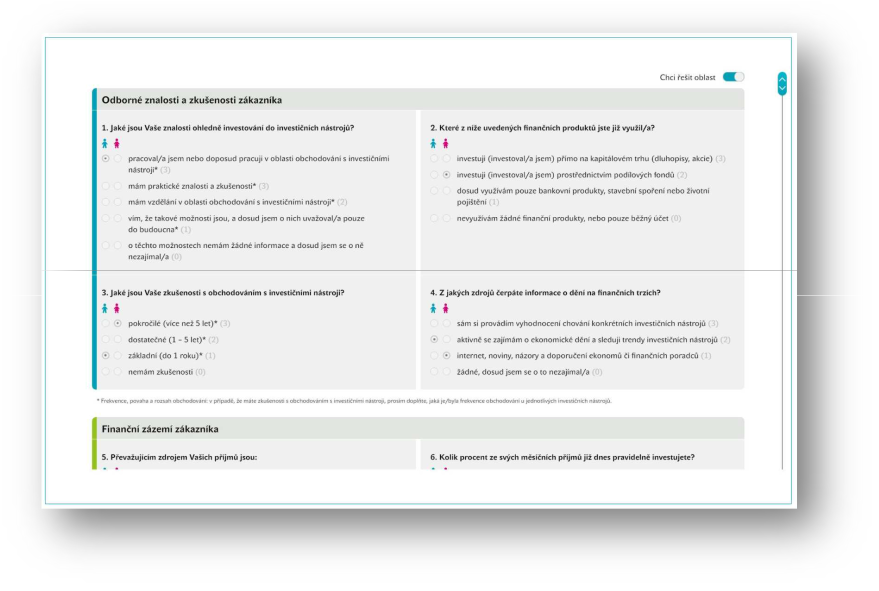 Chci řešit oblast
Odborné znalosti a zkušenosti zákazníka
1. Jaké jsou Vaše znalosti ohledně investování do investičních nástrojů?
pracoval/a jsem nebo doposud pracuji v oblasti obchodování s investičními
nástroji* (3)
mám praktické znalosti a zkušenosti* (3)
mám vzdělání v oblasti obchodování s investičními nástroji* (2)
vím, že takové možnosti jsou, a dosud jsem o nich uvažoval/a pouze
do budoucna* (1)
o těchto možnostech nemám žádné informace a dosud jsem se o ně
nezajímal/a (0)
2. Které z níže uvedených finančních produktů jste již využil/a?
investuji (investoval/a jsem) přímo na kapitálovém trhu (dluhopisy, akcie) (3)
investuji (investoval/a jsem) prostřednictvím podílových fondů (2)
dosud využívám pouze bankovní produkty, stavební spoření nebo životní
pojištění (1)
nevyužívám žádné finanční produkty, nebo pouze běžný účet (0)
3. Jaké jsou Vaše zkušenosti s obchodováním s investičními nástroji?
pokročilé (více než 5 let)* (3)
dostatečné (1 – 5 let)* (2)
základní (do 1 roku)* (1)
nemám zkušenosti (0)
4. Z jakých zdrojů čerpáte informace o dění na finančních trzích?
sám si provádím vyhodnocení chování konkrétních investičních nástrojů (3)
aktivně se zajímám o ekonomické dění a sleduji trendy investičních nástrojů (2)
internet, noviny, názory a doporučení ekonomů či finančních poradců (1)
žádné, dosud jsem se o to nezajímal/a (0)
* Frekvence, povaha a rozsah obchodování: v případě, že máte zkušenosti s obchodováním s investičními nástroji, prosím doplňte, jaká je/byla frekvence obchodování u jednotlivých investičních nástrojů.
Finanční zázemí zákazníka
5. Převažujícím zdrojem Vašich příjmů jsou:
6. Kolik procent ze svých měsíčních příjmů již dnes pravidelně investujete?